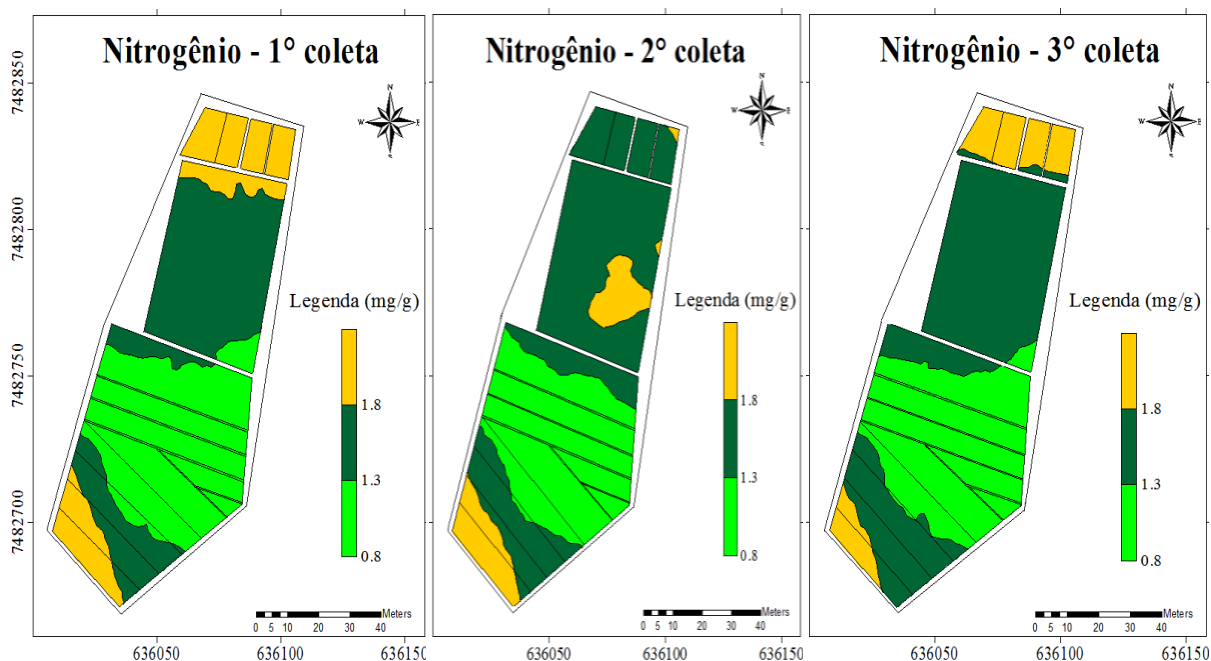 Nitrogênio - 1° coleta
N
W
E
Legenda (mg/g)
1.8
1.3
0.8
Meters
0 5 10 20 30 40
7482850
7482800
7482750
7482700
636050 636100 636150
Nitrogênio - 2° coleta
N
W
E
Legenda (mg/g)
1.8
1.3
0.8
Meters
0 5 10 20 30 40
636050 636100 636150
Nitrogênio - 3° coleta
N
W
E
Legenda (mg/g)
1.8
1.3
0.8
Meters
0 5 10 20 30 40
636050 636100 636150